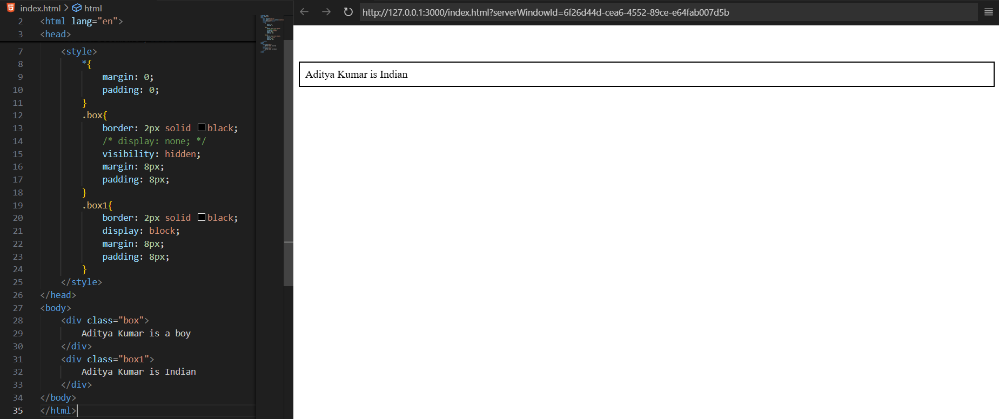 index.html > html
2 <html lang="en">
3 <head>
7 <style>
8 *{
9 margin: 0;
10 padding: 0;
11 }
12 .box{
13 border: 2px solid black;
14 /* display: none; */
15 visibility: hidden;
16 margin: 8px;
17 padding: 8px;
18 }
19 .box1{
20 border: 2px solid black;
21 display: block;
22 margin: 8px;
23 padding: 8px;
24 }
25 </style>
26 </head>
27 <body>
28 <div class="box">
29 Aditya Kumar is a boy
30 </div>
31 <div class="box1">
32 Aditya Kumar is Indian
33 </div>
34 </body>
35 </html>
http://127.0.0.1:3000/index.html?serverWindowId=6f26d44d-cea6-4552-89ce-e64fab007d5b
Aditya Kumar is Indian